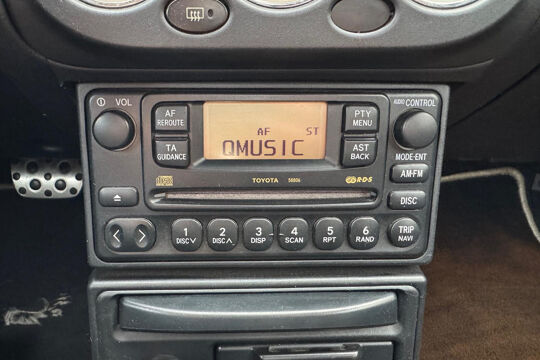 VOL
AF
REROUTE
TA
GUIDANCE
AF ST
QMUSIC
PTY
MENU
AST
BACK
AUDIO CONTROL
MODE·ENT
AM·FM
TOYOTA 58806 R·D·S
DISC
1
DISC∨
2
DISC∧
3
DISP
4
SCAN
5
RPT
6
RAND
TRIP
NAVI